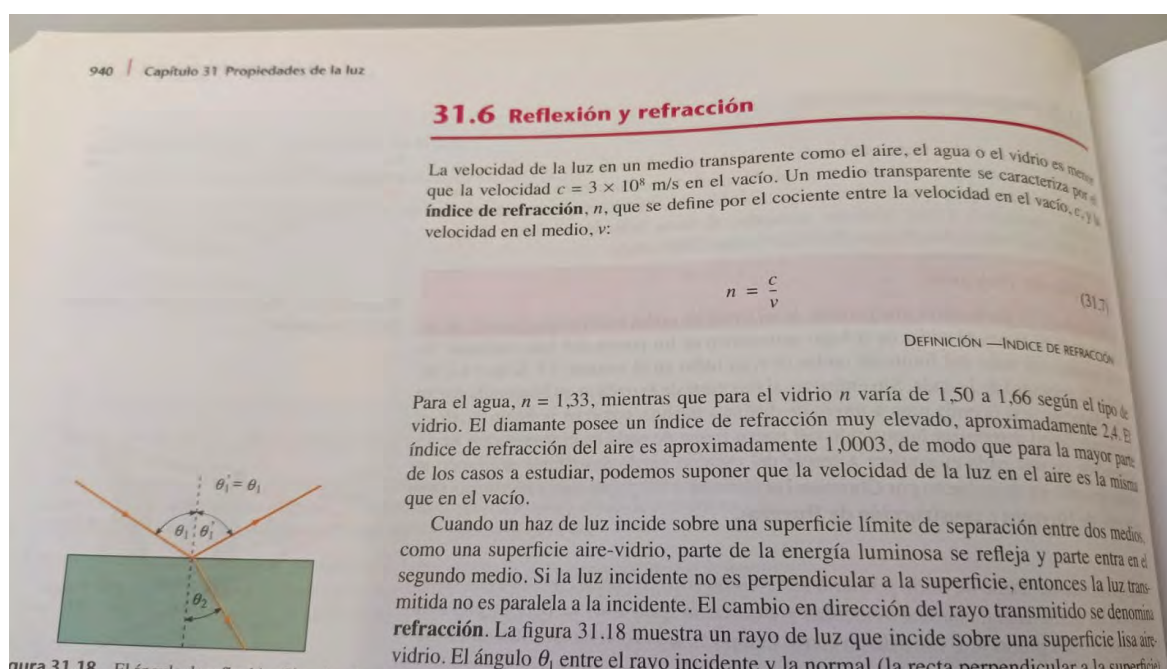 940 / Capítulo 31 Propiedades de la luz
31.6 Reflexión y refracción
La velocidad de la luz en un medio transparente como el aire, el agua o el vidrio es menor
que la velocidad c = 3 × 10⁸ m/s en el vacío. Un medio transparente se caracteriza por el
índice de refracción, n, que se define por el cociente entre la velocidad en el vacío, c, y la
velocidad en el medio, v:
n = c/v
(31.7)
DEFINICIÓN —ÍNDICE DE REFRACCIÓN
Para el agua, n = 1,33, mientras que para el vidrio n varía de 1,50 a 1,66 según el tipo de
vidrio. El diamante posee un índice de refracción muy elevado, aproximadamente 2,4. El
índice de refracción del aire es aproximadamente 1,0003, de modo que para la mayor parte
de los casos a estudiar, podemos suponer que la velocidad de la luz en el aire es la misma
que en el vacío.
Cuando un haz de luz incide sobre una superficie límite de separación entre dos medios,
como una superficie aire-vidrio, parte de la energía luminosa se refleja y parte entra en el
segundo medio. Si la luz incidente no es perpendicular a la superficie, entonces la luz trans-
mitida no es paralela a la incidente. El cambio en dirección del rayo transmitido se denomina
refracción. La figura 31.18 muestra un rayo de luz que incide sobre una superficie lisa aire-
vidrio. El ángulo θ₁ entre el rayo incidente y la normal (la recta perpendicular a la superficie
θ₁′ = θ₁
θ₁ θ₁′
θ₂
gura 31.18